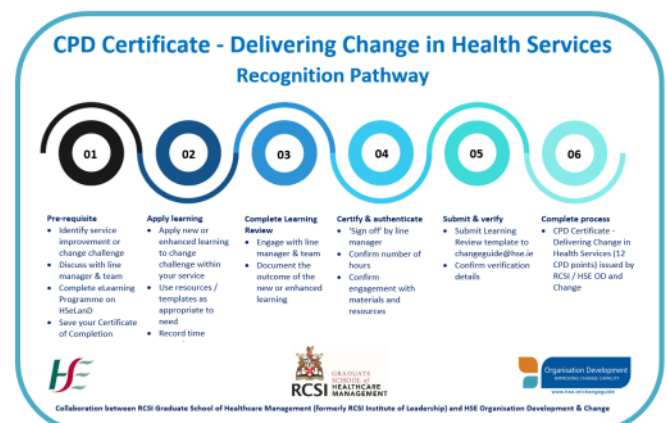 CPD Certificate - Delivering Change in Health Services
Recognition Pathway
01
02
03
04
05
06
Pre-requisite
• Identify service
improvement or
change challenge
• Discuss with line
manager & team
• Complete eLearning
Programme on
HSeLanD
• Save your Certificate
of Completion
Apply learning
• Apply new or
enhanced learning
to change
challenge within
your service
• Use resources /
templates as
appropriate to
need
• Record time
Complete Learning
Review
• Engage with line
manager & team
• Document the
outcome of the
new or enhanced
learning
Certify & authenticate
• 'Sign off' by line
manager
• Confirm number of
hours
• Confirm
engagement with
materials and
resources
Submit & verify
• Submit Learning
Review template to
changeguide@hse.ie
• Confirm verification
details
Complete process
• CPD Certificate -
Delivering Change in
Health Services (12
CPD points) issued by
RCSI / HSE OD and
Change
HSE
RCSI
GRADUATE
SCHOOL of
HEALTHCARE
MANAGEMENT
Organisation Development
IMPROVING CHANGE CAPACITY
www.hse.ie/changeguide
Collaboration between RCSI Graduate School of Healthcare Management (formerly RCSI Institute of Leadership) and HSE Organisation Development & Change